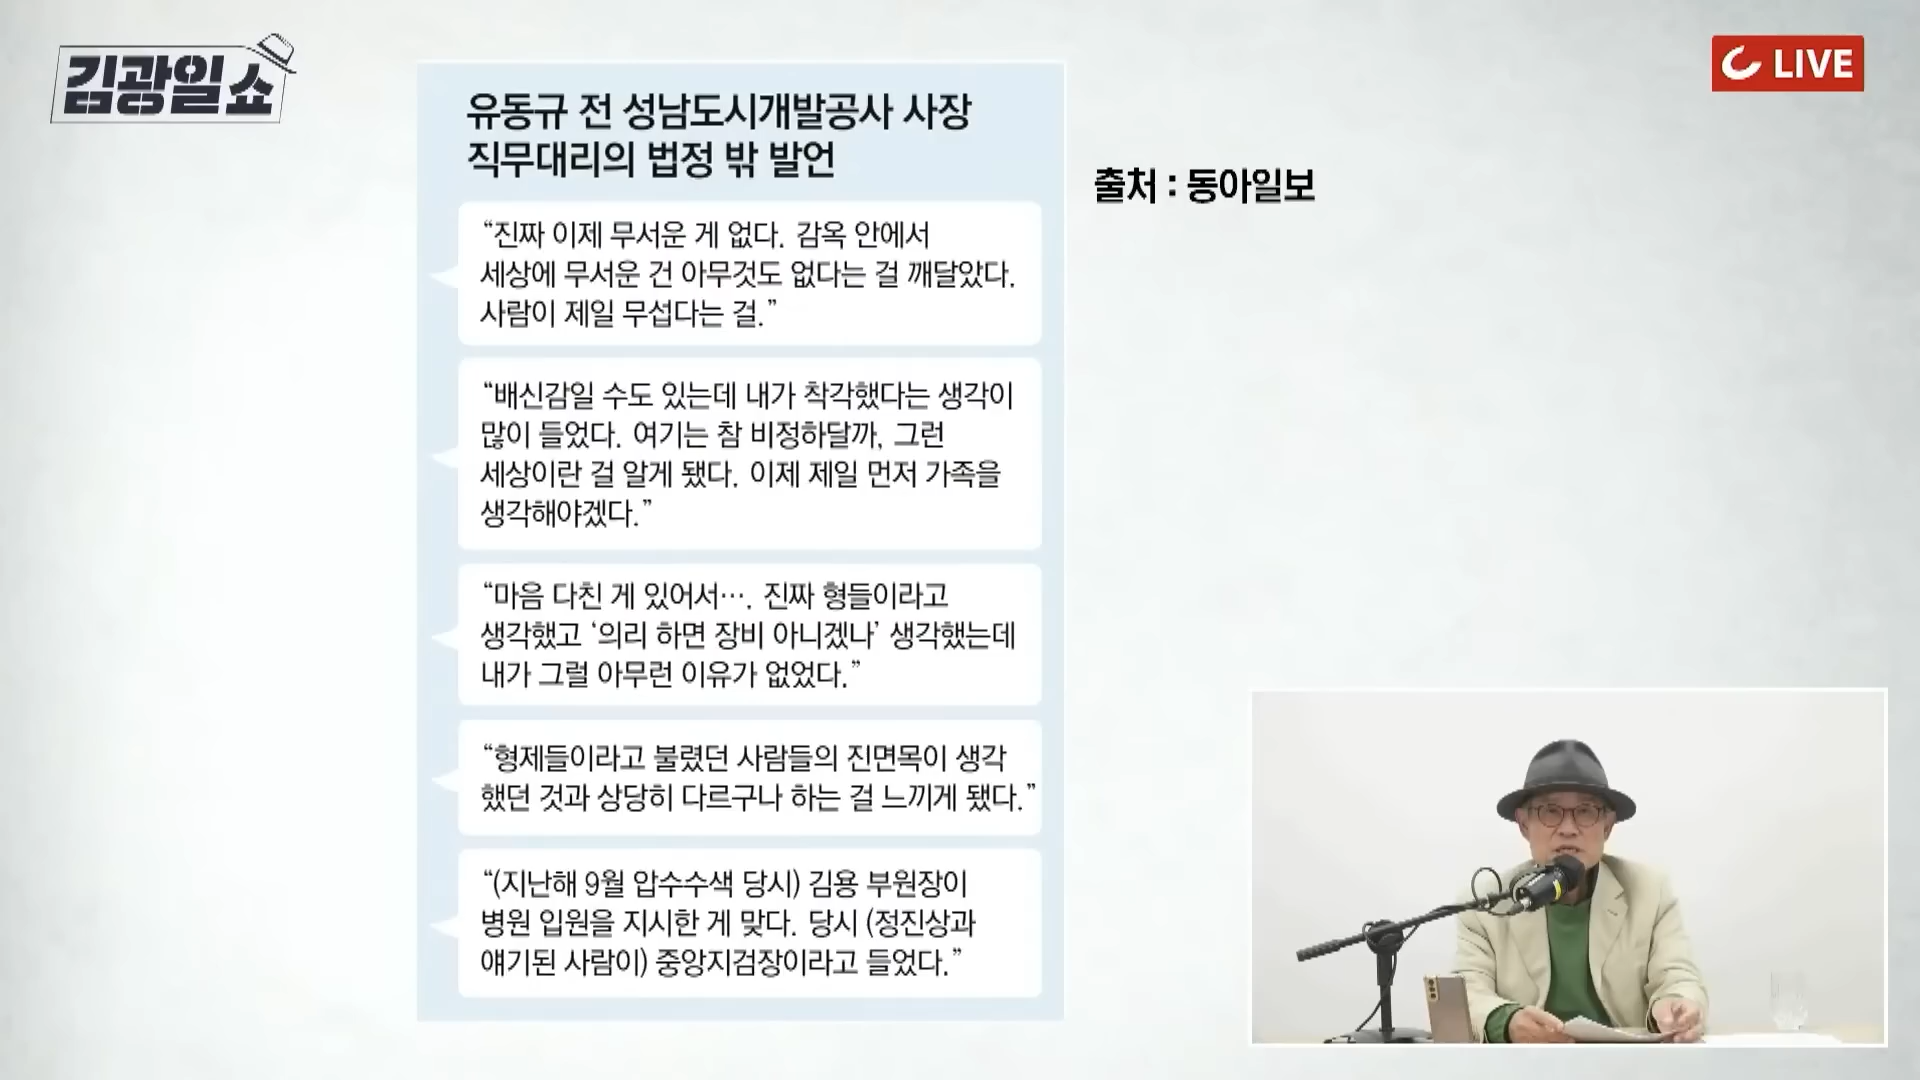 김광일쇼
LIVE
유동규 전 성남도시개발공사 사장
직무대리의 법정 밖 발언
출처 : 동아일보
“진짜 이제 무서운 게 없다. 감옥 안에서
세상에 무서운 건 아무것도 없다는 걸 깨달았다.
사람이 제일 무섭다는 걸.”
“배신감일 수도 있는데 내가 착각했다는 생각이
많이 들었다. 여기는 참 비정하달까, 그런
세상이란 걸 알게 됐다. 이제 제일 먼저 가족을
생각해야겠다.”
“마음 다친 게 있어서…. 진짜 형들이라고
생각했고 ‘의리 하면 장비 아니겠나’ 생각했는데
내가 그럴 아무런 이유가 없었다.”
“형제들이라고 불렸던 사람들의 진면목이 생각
했던 것과 상당히 다르구나 하는 걸 느끼게 됐다.”
“(지난해 9월 압수수색 당시) 김용 부원장이
병원 입원을 지시한 게 맞다. 당시 (정진상과
얘기된 사람이) 중앙지검장이라고 들었다.”